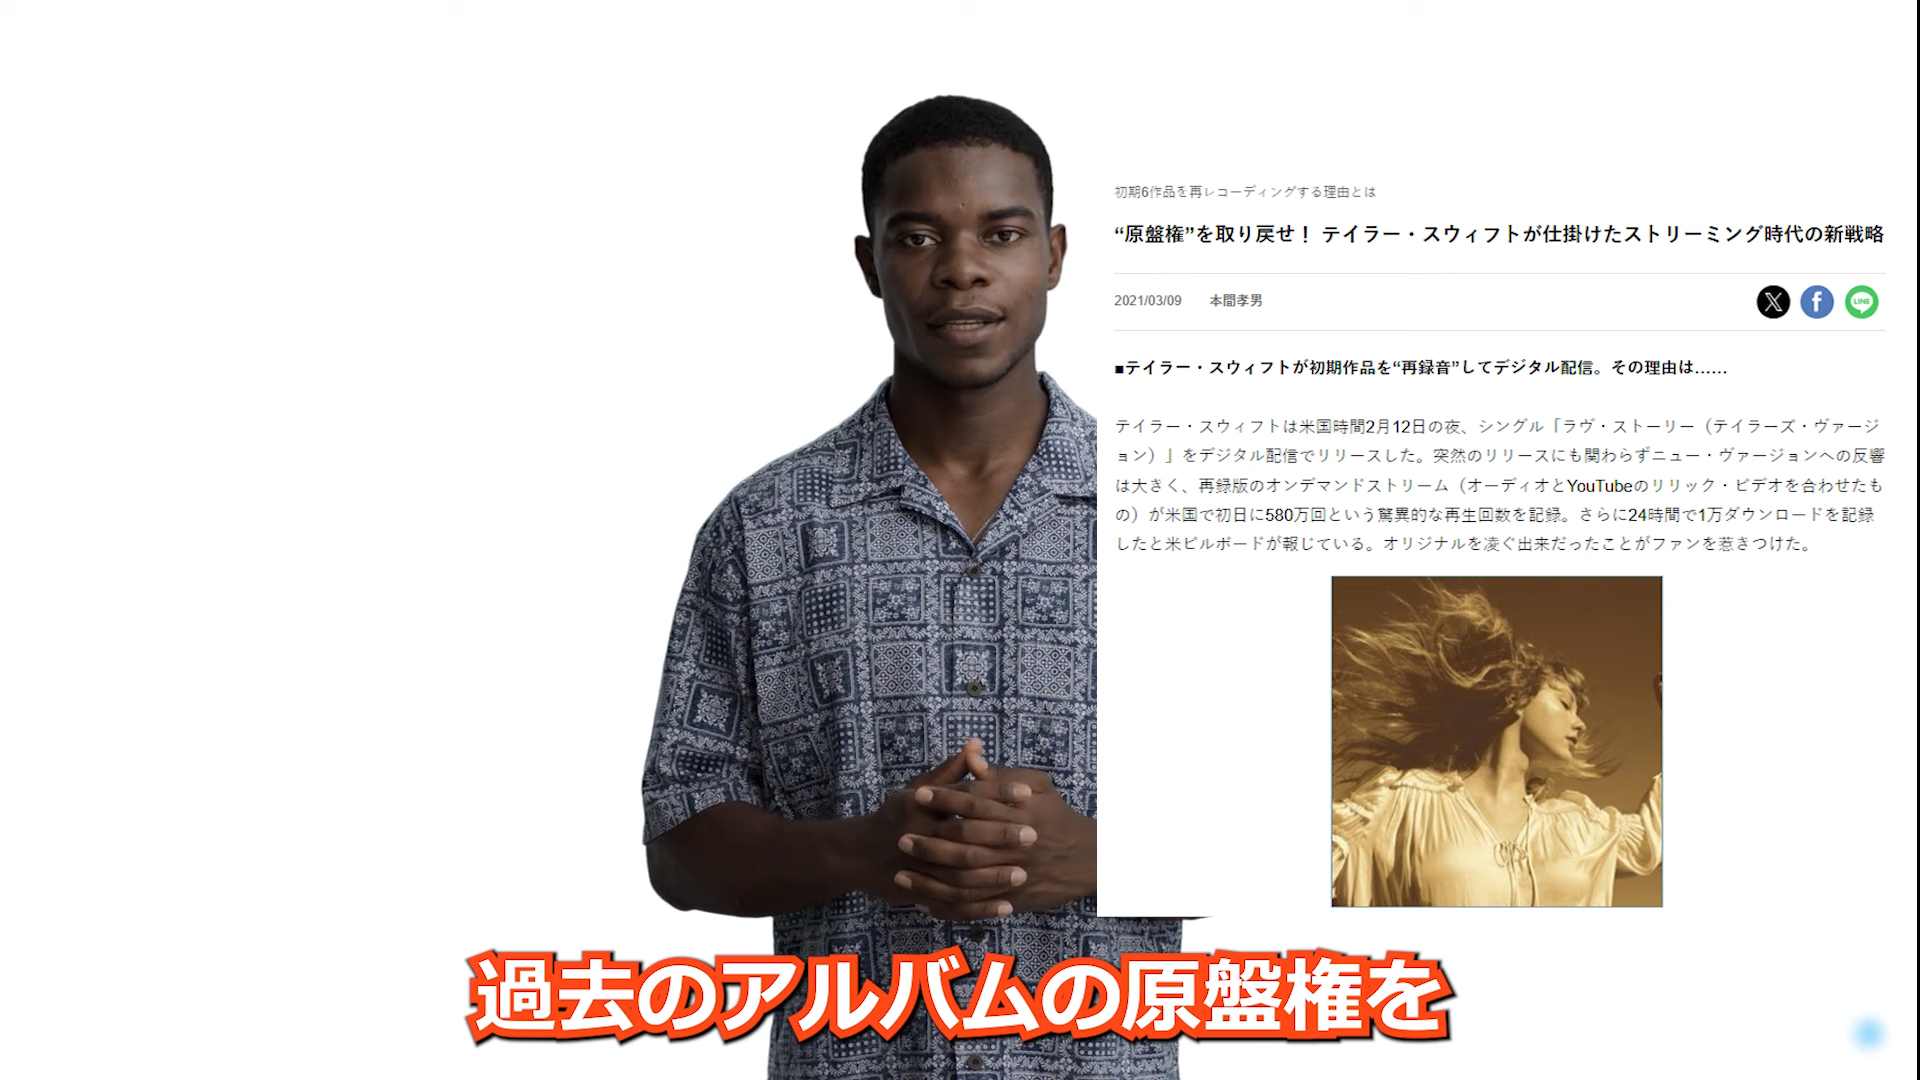 初期6作品を再レコーディングする理由とは
“原盤権”を取り戻せ！ テイラー・スウィフトが仕掛けたストリーミング時代の新戦略
2021/03/09 本間孝男
LINE
■テイラー・スウィフトが初期作品を“再録音”してデジタル配信。その理由は……
テイラー・スウィフトは米国時間2月12日の夜、シングル「ラヴ・ストーリー（テイラーズ・ヴァージ
ョン）」をデジタル配信でリリースした。突然のリリースにも関わらずニュー・ヴァージョンへの反響
は大きく、再録版のオンデマンドストリーム（オーディオとYouTubeのリリック・ビデオを合わせたも
の）が米国で初日に580万回という驚異的な再生回数を記録。さらに24時間で1万ダウンロードを記録
したと米ビルボードが報じている。オリジナルを凌ぐ出来だったことがファンを惹きつけた。
過去のアルバムの原盤権を